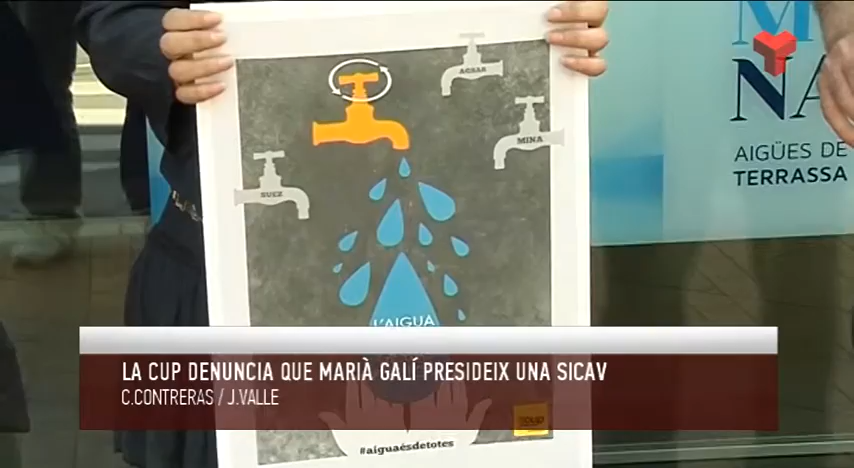 AGBAR
MINA
SUEZ
L'AIGUA
#aiguaésdetotes
M
NA
AIGÜES DE
TERRASSA
LA CUP DENUNCIA QUE MARIÀ GALÍ PRESIDEIX UNA SICAV
C.CONTRERAS / J.VALLE